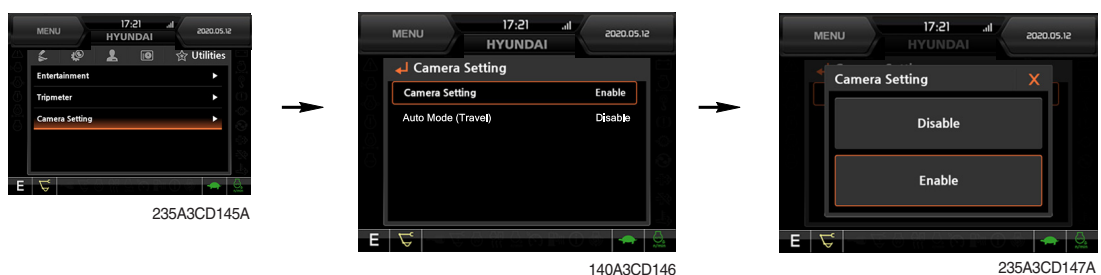 MENU
17:21
2020.05.12
HYUNDAI
Utilities
Entertainment
Tripmeter
Camera Setting
E
235A3CD145A
MENU
17:21
2020.05.12
HYUNDAI
Camera Setting
Camera Setting Enable
Auto Mode (Travel) Disable
E
140A3CD146
MENU
17:21
2020.05.12
HYUNDAI
Camera Setting X
Disable
Enable
E
235A3CD147A